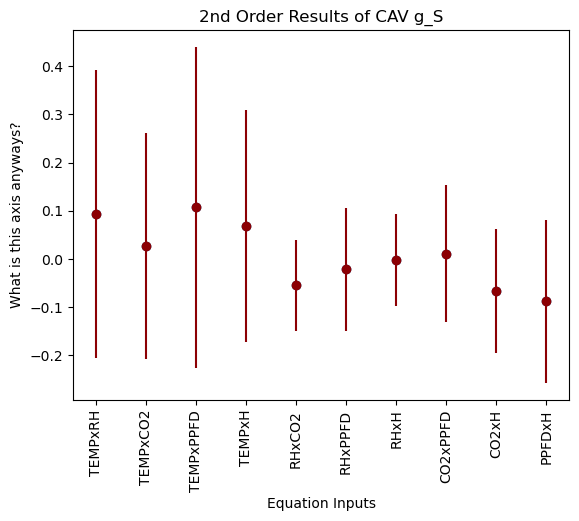 2nd Order Results of CAV g_S
What is this axis anyways?
0.4
0.3
0.2
0.1
0.0
−0.1
−0.2
TEMPxRH
TEMPxCO2
TEMPxPPFD
TEMPxH
RHxCO2
RHxPPFD
RHxH
CO2xPPFD
CO2xH
PPFDxH
Equation Inputs